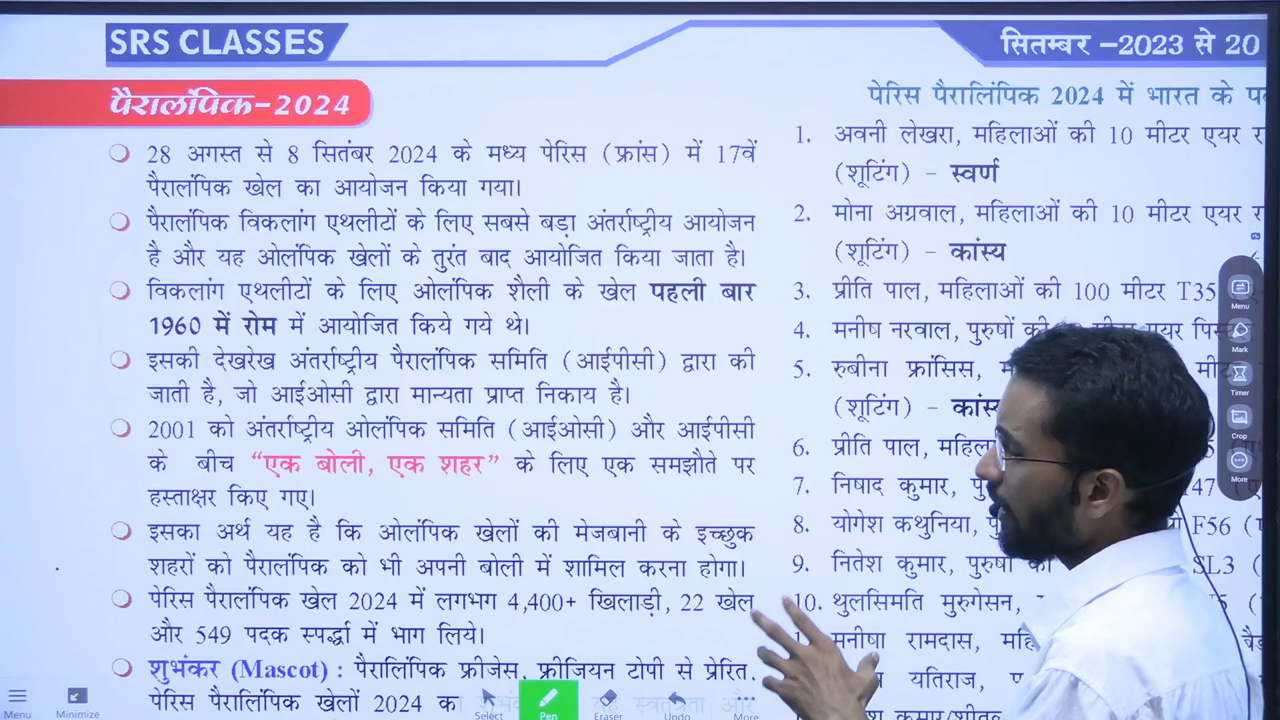 SRS CLASSES
सितम्बर –2023 से 20
पैरालंपिक-2024
28 अगस्त से 8 सितंबर 2024 के मध्य पेरिस (फ्रांस) में 17वें
पैरालंपिक खेल का आयोजन किया गया।
पैरालंपिक विकलांग एथलीटों के लिए सबसे बड़ा अंतर्राष्ट्रीय आयोजन
है और यह ओलंपिक खेलों के तुरंत बाद आयोजित किया जाता है।
विकलांग एथलीटों के लिए ओलंपिक शैली के खेल पहली बार
1960 में रोम में आयोजित किये गये थे।
इसकी देखरेख अंतर्राष्ट्रीय पैरालंपिक समिति (आईपीसी) द्वारा की
जाती है, जो आईओसी द्वारा मान्यता प्राप्त निकाय है।
2001 को अंतर्राष्ट्रीय ओलंपिक समिति (आईओसी) और आईपीसी
के बीच “एक बोली, एक शहर” के लिए एक समझौते पर
हस्ताक्षर किए गए।
इसका अर्थ यह है कि ओलंपिक खेलों की मेजबानी के इच्छुक
शहरों को पैरालंपिक को भी अपनी बोली में शामिल करना होगा।
पेरिस पैरालंपिक खेल 2024 में लगभग 4,400+ खिलाड़ी, 22 खेल
और 549 पदक स्पर्द्धा में भाग लिये।
शुभंकर (Mascot) : पैरालिंपिक फ्रीजेस, फ्रीजियन टोपी से प्रेरित,
पेरिस पैरालिंपिक खेलों 2024 का
पेरिस पैरालिंपिक 2024 में भारत के
1. अवनी लेखरा, महिलाओं की 10 मीटर एयर
(शूटिंग) – स्वर्ण
2. मोना अग्रवाल, महिलाओं की 10 मीटर एयर
(शूटिंग) – कांस्य
3. प्रीति पाल, महिलाओं की 100 मीटर T35
4. मनीष नरवाल, पुरुषों की एयर
5. रुबीना फ्रांसिस,
(शूटिंग) –
6. प्रीति पाल,
7. निषाद कुमार, 47
8. योगेश कथुनिया, F56
9. नितेश कुमार, पुरुषों SL3
10. थुलसिमति मुरुगेसन,
मनीषा रामदास,
यतिराज,
Menu
Mark
Timer
Crop
More
Menu
Minimize
Select
Pen
Eraser
Undo
More